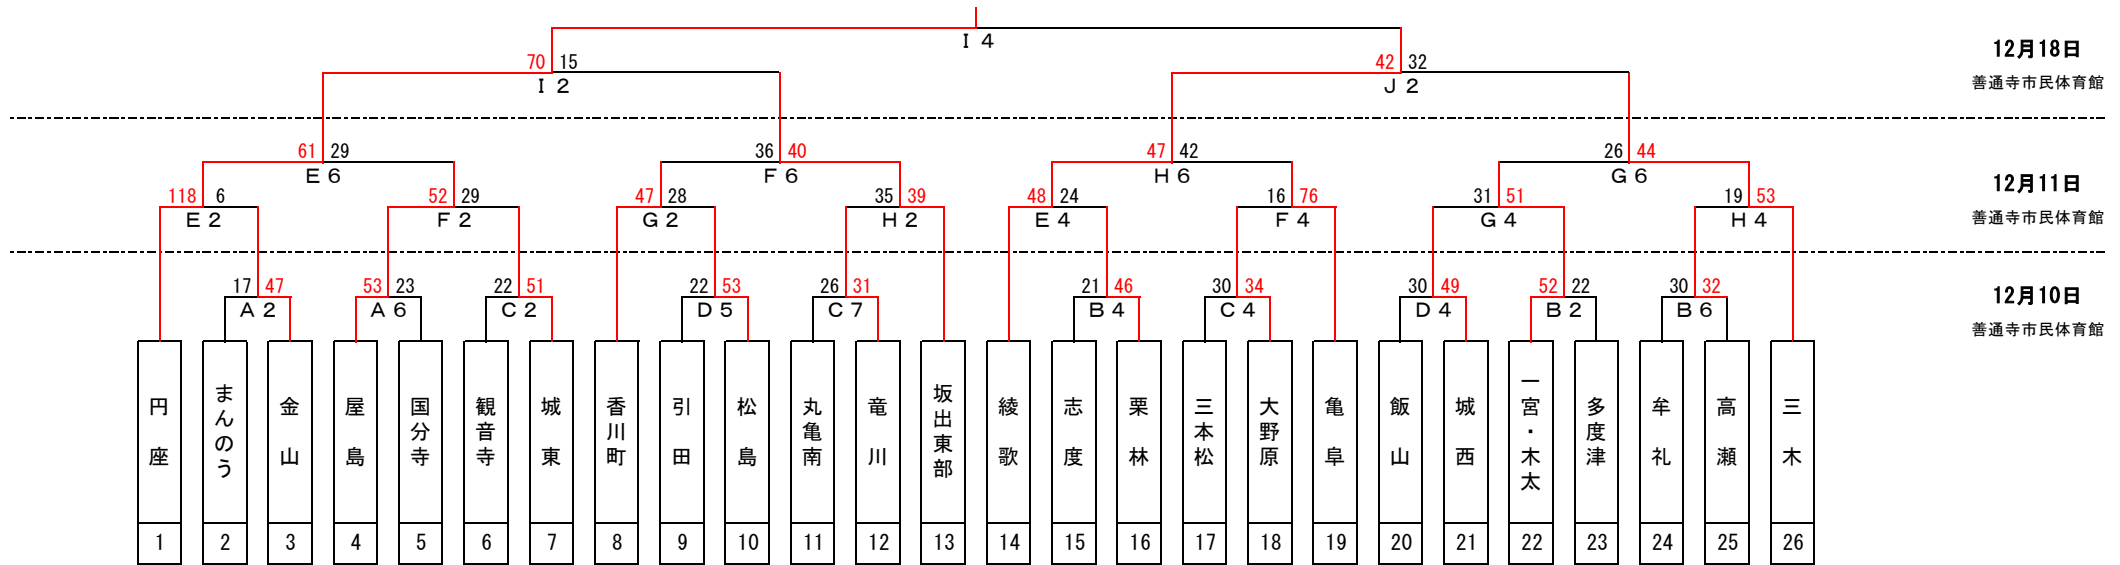 I 4
12月18日
70 15 42 32
I 2 J 2
善通寺市民体育館
61 29 36 40 47 42 26 44
E 6 F 6 H 6 G 6
12月11日
118 6 52 29 47 28 35 39 48 24 16 76 31 51 19 53
E 2 F 2 G 2 H 2 E 4 F 4 G 4 H 4
善通寺市民体育館
17 47 53 23 22 51 22 53 26 31 21 46 30 34 30 49 52 22 30 32
12月10日
A 2 A 6 C 2 D 5 C 7 B 4 C 4 D 4 B 2 B 6
善通寺市民体育館
円座
まんのう
金山
屋島
国分寺
観音寺
城東
香川町
引田
松島
丸亀南
竜川
坂出東部
綾歌
志度
栗林
三本松
大野原
亀阜
飯山
城西
一宮・木太
多度津
牟礼
高瀬
三木
1 2 3 4 5 6 7 8 9 10 11 12 13 14 15 16 17 18 19 20 21 22 23 24 25 26